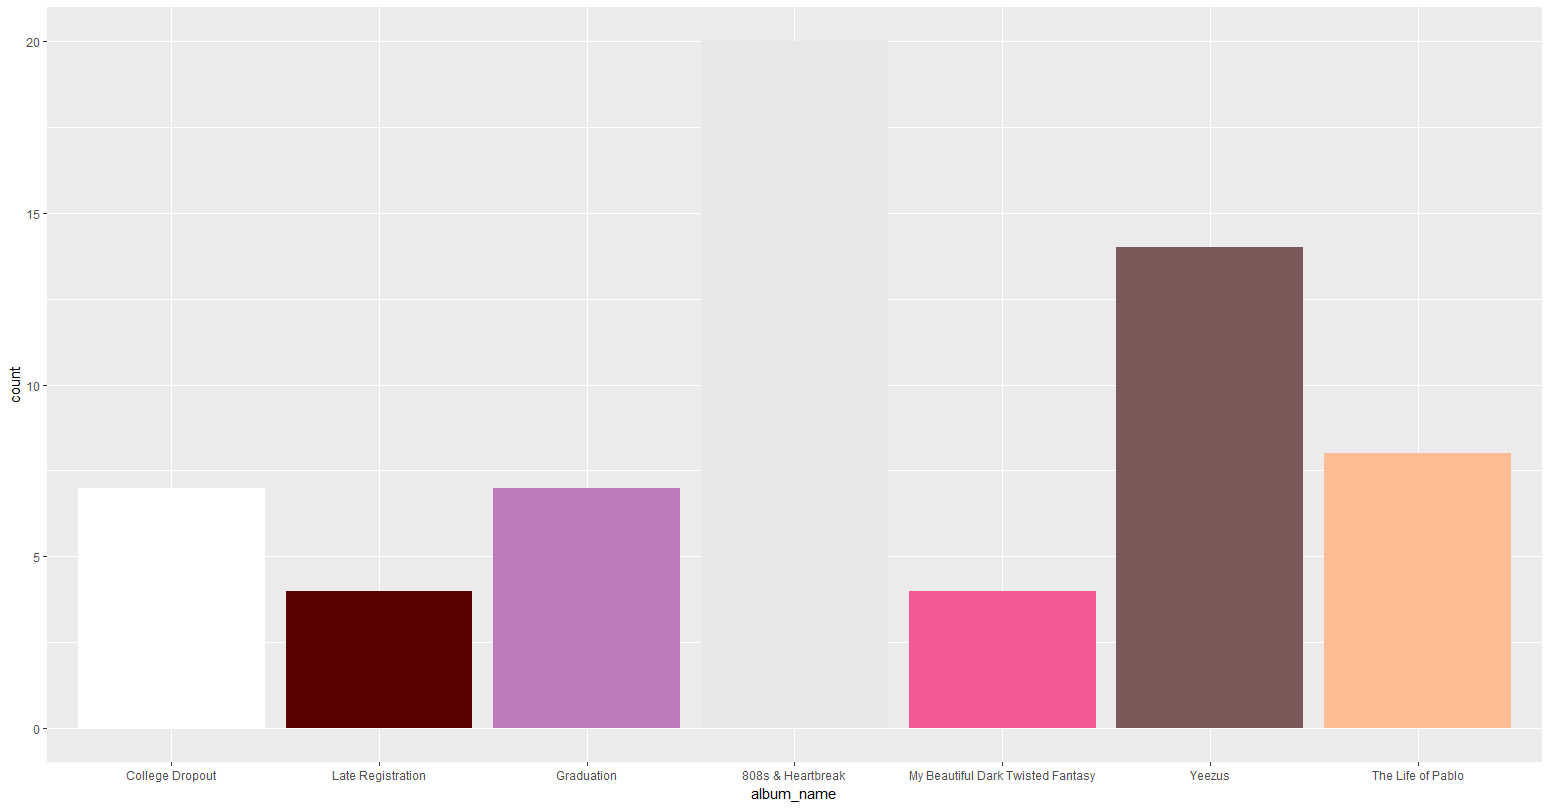 20
15
10
5
0
count
College Dropout
Late Registration
Graduation
808s & Heartbreak
My Beautiful Dark Twisted Fantasy
Yeezus
The Life of Pablo
album_name